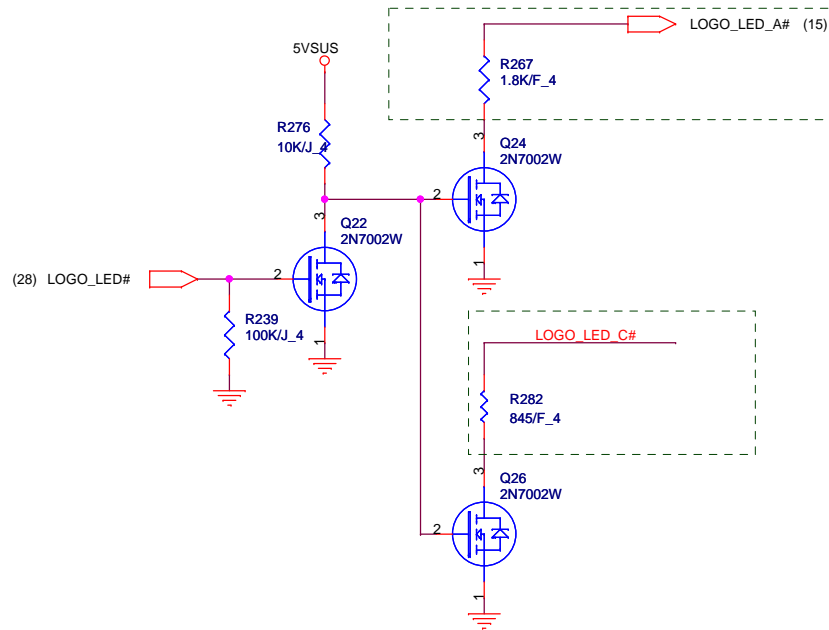 LOGO_LED_A# (15)
5VSUS
R267
1.8K/F_4
R276
10K/J_4
3
Q24
2N7002W
2
3
Q22
2N7002W
1
(28) LOGO_LED#
2
R239
100K/J_4
1
LOGO_LED_C#
R282
845/F_4
3
Q26
2N7002W
2
1